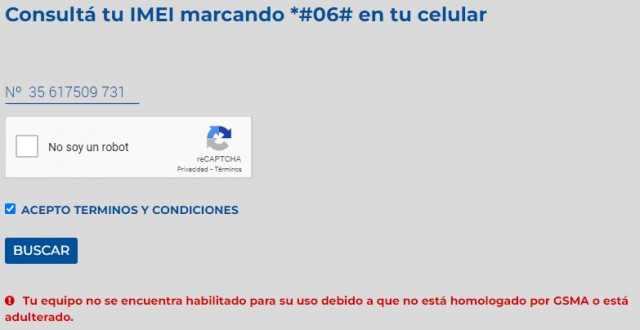 Consultá tu IMEI marcando *#06# en tu celular
Nº 35 617509 731
No soy un robot
reCAPTCHA
Privacidad - Términos
ACEPTO TERMINOS Y CONDICIONES
BUSCAR
Tu equipo no se encuentra habilitado para su uso debido a que no está homologado por GSMA o está
adulterado.